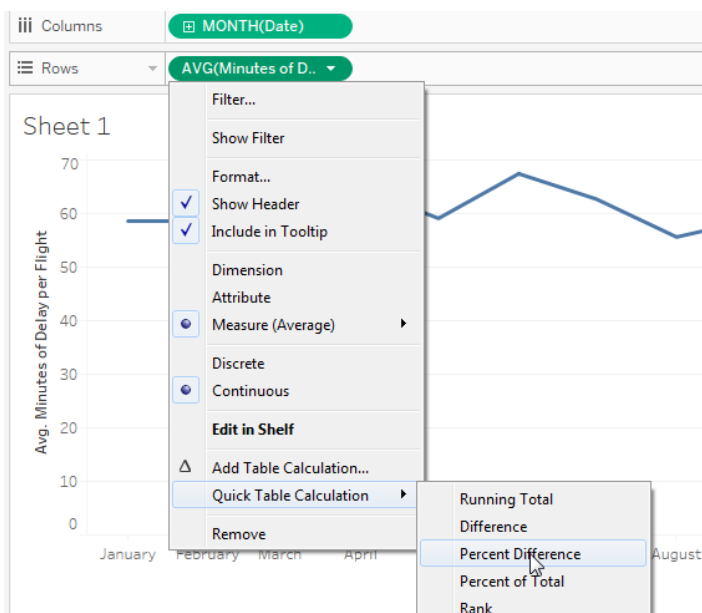 Columns
MONTH(Date)
Rows
AVG(Minutes of D..
Sheet 1
70
60
50
40
30
20
10
0
Avg. Minutes of Delay per Flight
January
February
March
April
August
Filter...
Show Filter
Format...
Show Header
Include in Tooltip
Dimension
Attribute
Measure (Average)
Discrete
Continuous
Edit in Shelf
Add Table Calculation...
Quick Table Calculation
Remove
Running Total
Difference
Percent Difference
Percent of Total
Rank